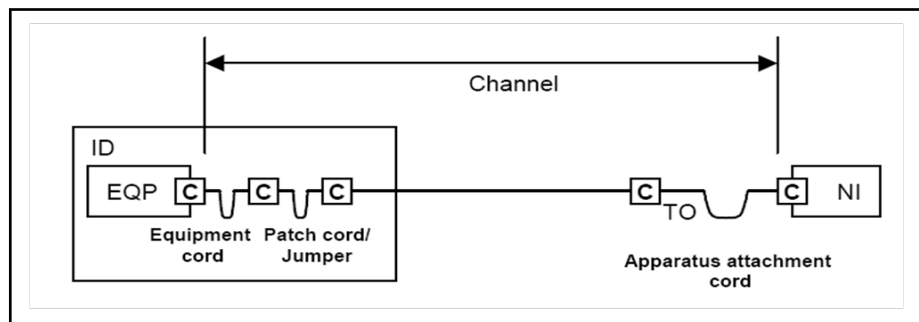 Channel
ID
EQP
C
C
C
C
C
NI
TO
Equipment
cord
Patch cord/
Jumper
Apparatus attachment
cord